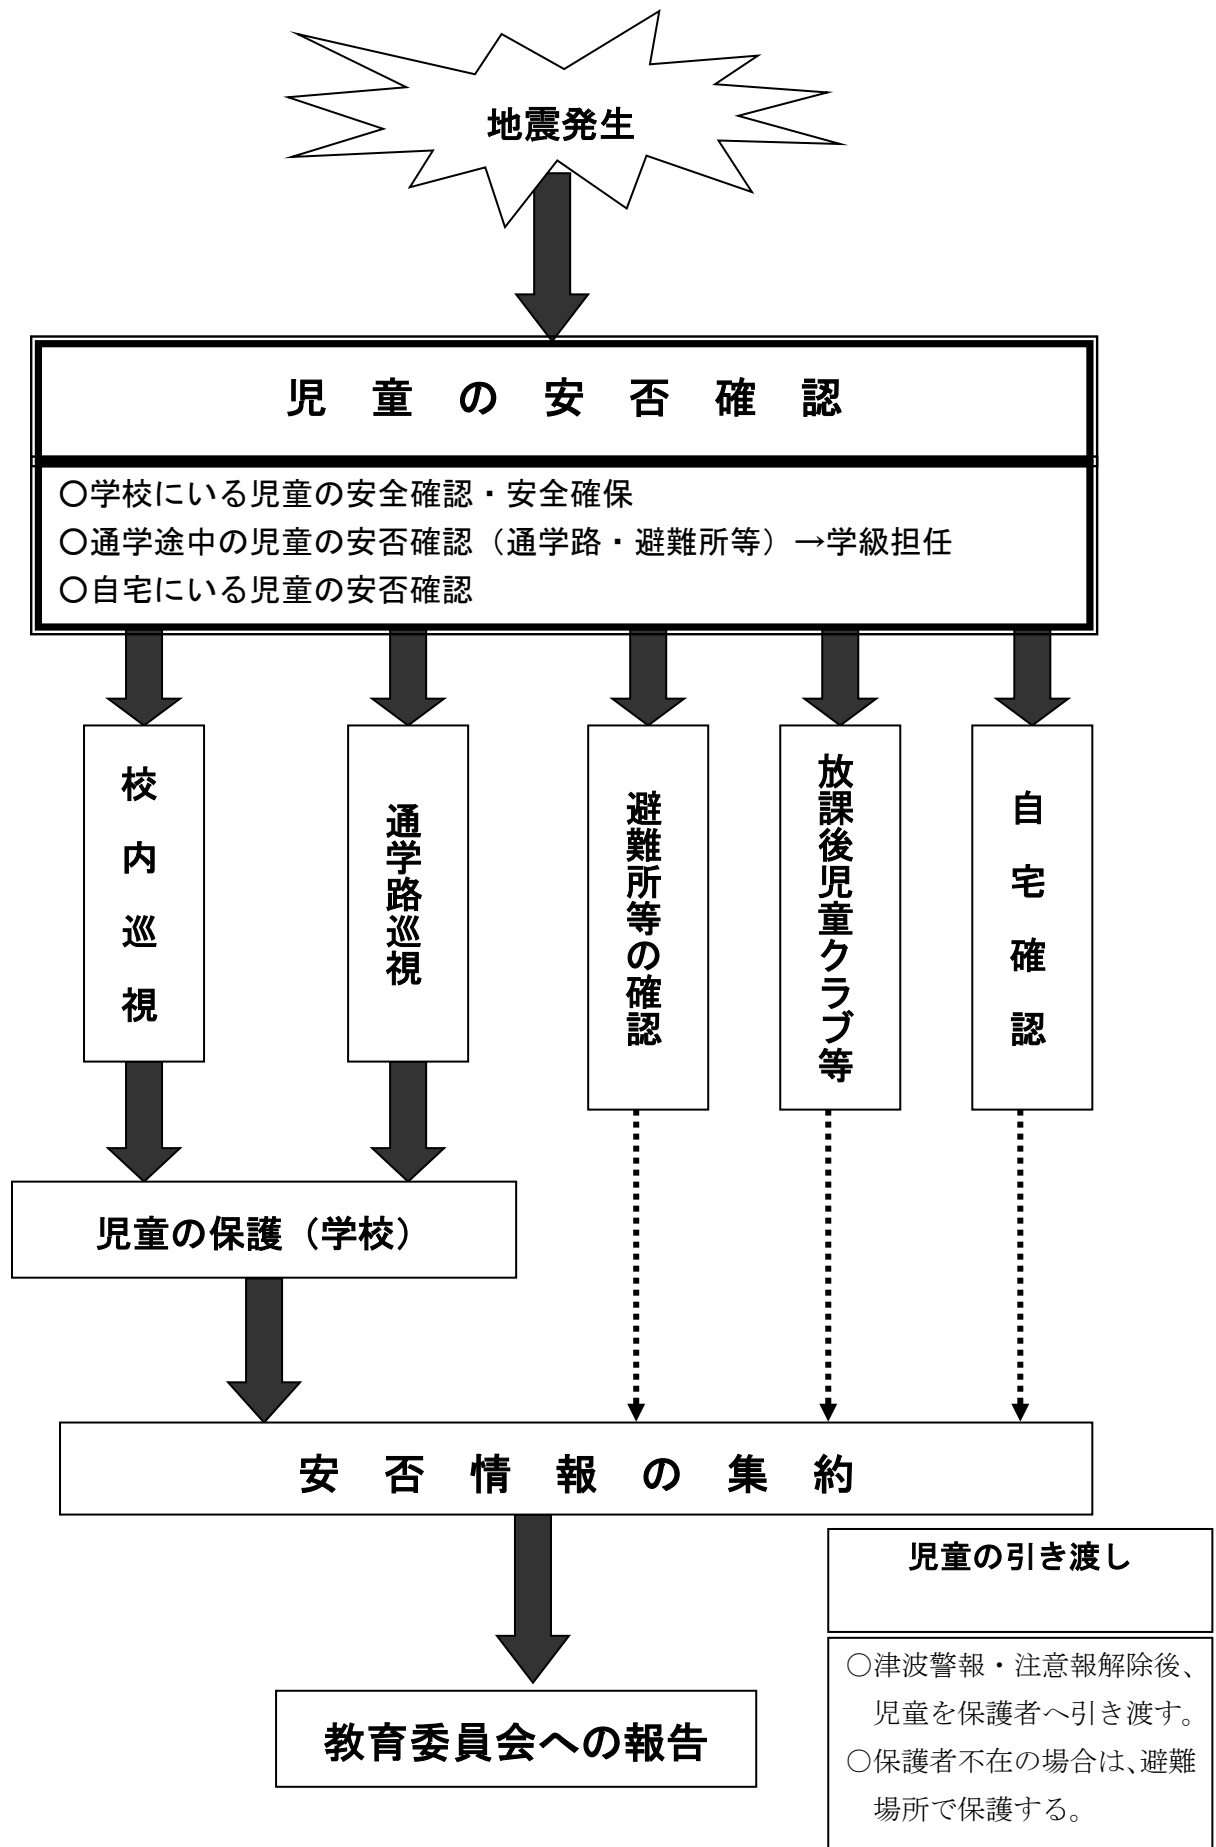 地震発生
児童の安否確認
〇学校にいる児童の安全確認・安全確保
〇通学途中の児童の安否確認（通学路・避難所等）→学級担任
〇自宅にいる児童の安否確認
校内巡視
通学路巡視
避難所等の確認
放課後児童クラブ等
自宅確認
児童の保護（学校）
安否情報の集約
教育委員会への報告
児童の引き渡し
○津波警報・注意報解除後、
児童を保護者へ引き渡す。
○保護者不在の場合は、避難
場所で保護する。